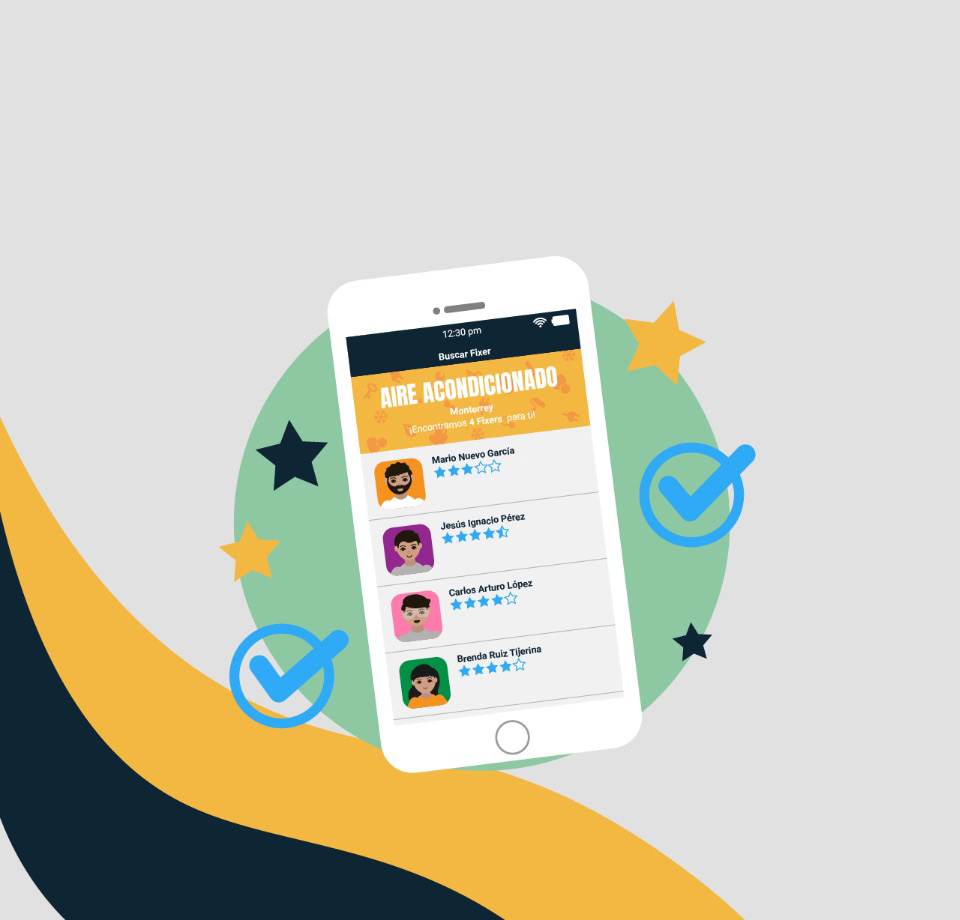 12:30 pm
Buscar Fixer
AIRE ACONDICIONADO
Monterrey
¡Encontramos 4 Fixers para ti!
Mario Nuevo García
Jesús Ignacio Pérez
Carlos Arturo López
Brenda Ruiz Tijerina